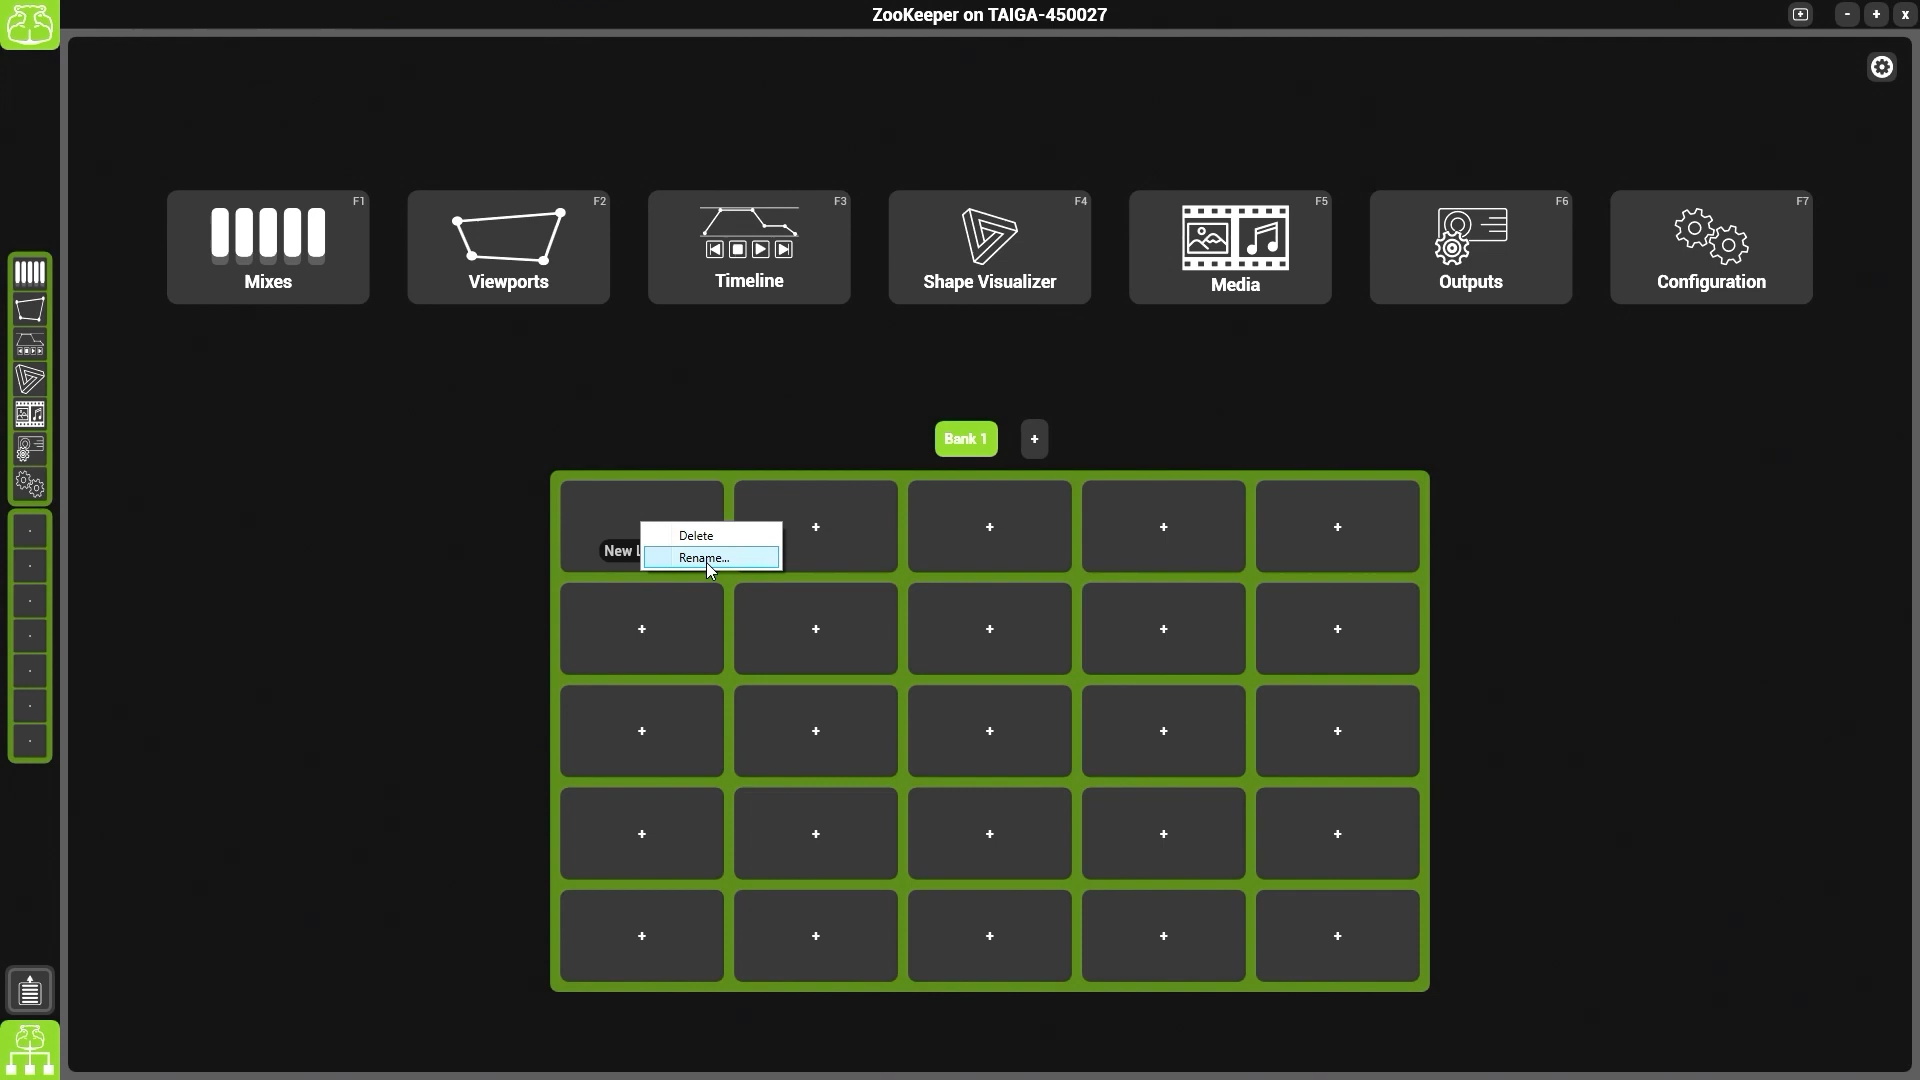 ZooKeeper on TAIGA-450027
- + x
F1
Mixes
F2
Viewports
F3
Timeline
F4
Shape Visualizer
F5
Media
F6
Outputs
F7
Configuration
Bank 1
+
New
Delete
Rename...
+ + + +
+ + + + +
+ + + + +
+ + + + +
+ + + + +